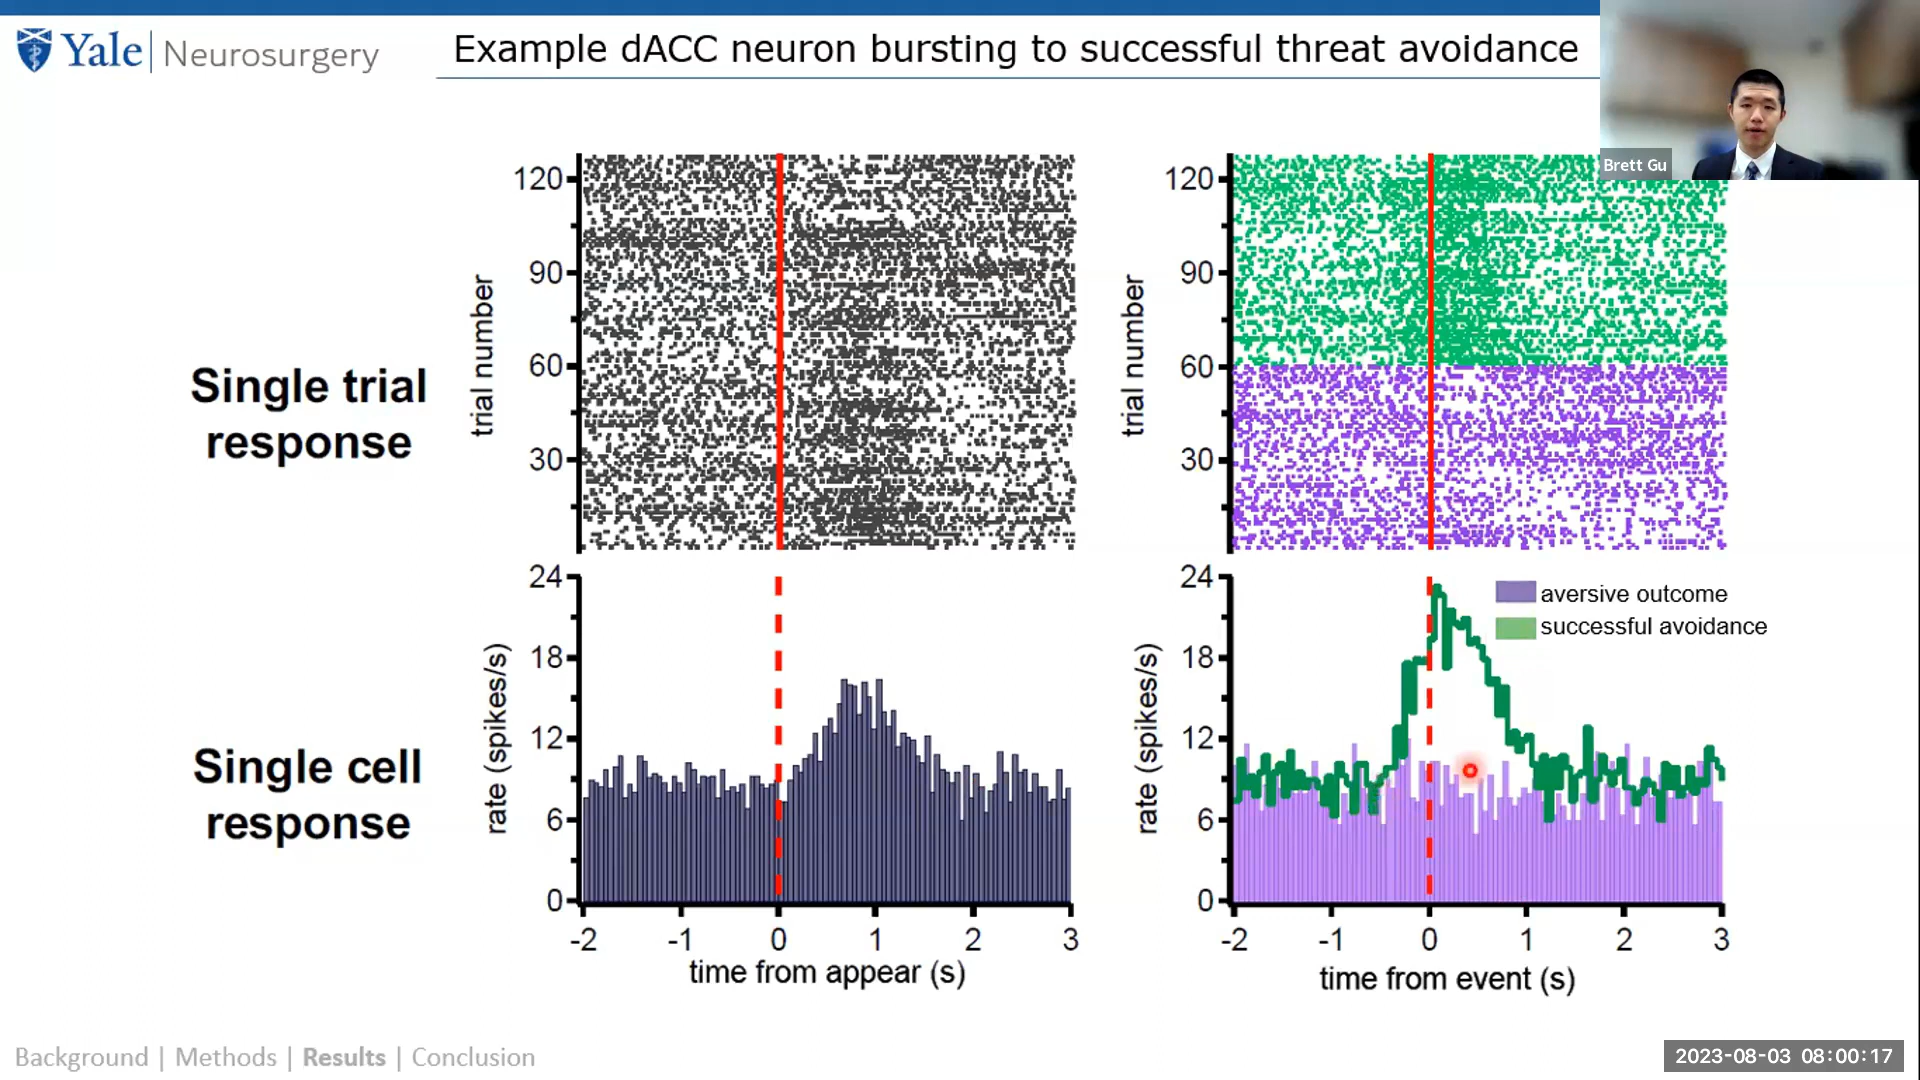 Yale | Neurosurgery
Example dACC neuron bursting to successful threat avoidance
Brett Gu
Single trial
response
trial number
120
90
60
30
trial number
120
90
60
30
Single cell
response
rate (spikes/s)
24
18
12
6
0
-2 -1 0 1 2 3
time from appear (s)
rate (spikes/s)
24
18
12
6
0
-2 -1 0 1 2 3
time from event (s)
aversive outcome
successful avoidance
Background | Methods | Results | Conclusion
2023-08-03 08:00:17